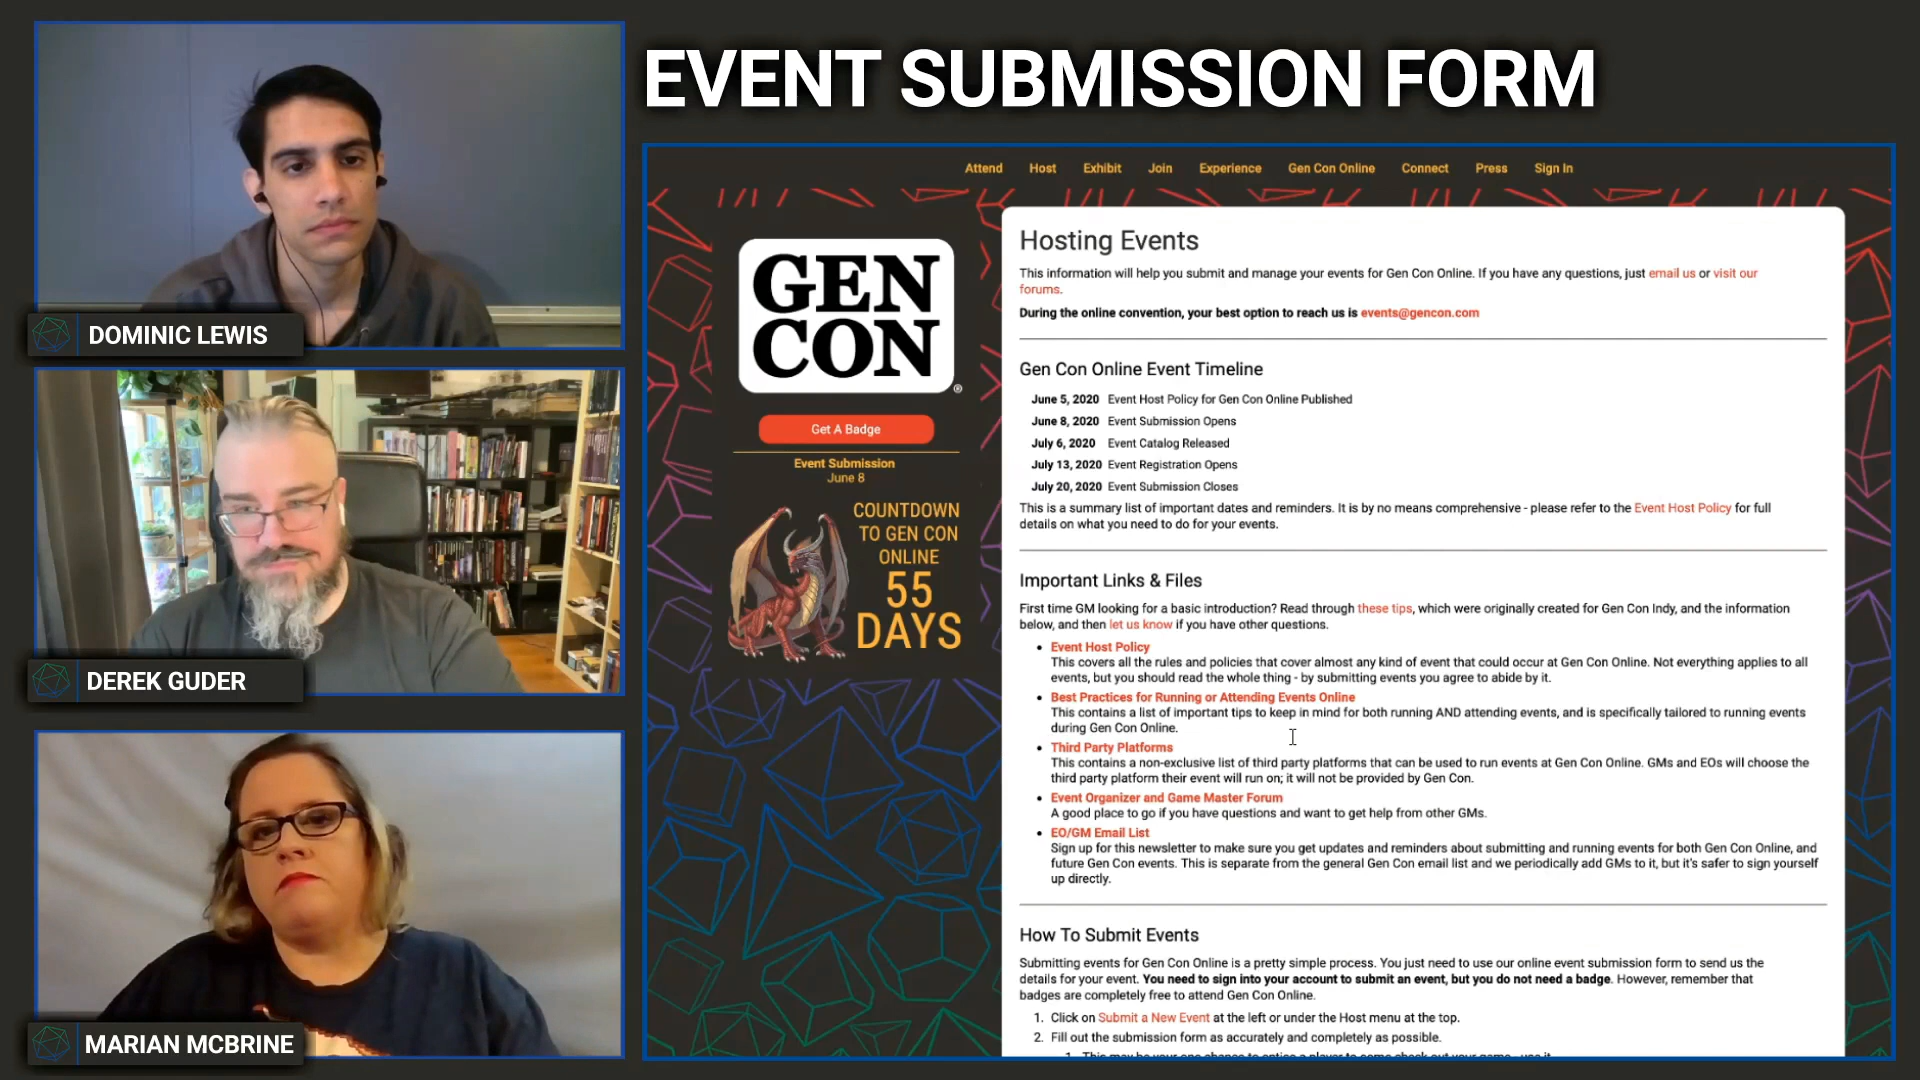 EVENT SUBMISSION FORM
DOMINIC LEWIS
DEREK GUDER
MARIAN MCBRINE
Attend Host Exhibit Join Experience Gen Con Online Connect Press Sign In
GEN
CON
®
Get A Badge
Event Submission
June 8
COUNTDOWN
TO GEN CON
ONLINE
55
DAYS
Hosting Events
This information will help you submit and manage your events for Gen Con Online. If you have any questions, just email us or visit our
forums.
During the online convention, your best option to reach us is events@gencon.com
Gen Con Online Event Timeline
June 5, 2020 Event Host Policy for Gen Con Online Published
June 8, 2020 Event Submission Opens
July 6, 2020 Event Catalog Released
July 13, 2020 Event Registration Opens
July 20, 2020 Event Submission Closes
This is a summary list of important dates and reminders. It is by no means comprehensive - please refer to the Event Host Policy for full
details on what you need to do for your events.
Important Links & Files
First time GM looking for a basic introduction? Read through these tips, which were originally created for Gen Con Indy, and the information
below, and then let us know if you have other questions.
• Event Host Policy
This covers all the rules and policies that cover almost any kind of event that could occur at Gen Con Online. Not everything applies to all
events, but you should read the whole thing - by submitting events you agree to abide by it.
• Best Practices for Running or Attending Events Online
This contains a list of important tips to keep in mind for both running AND attending events, and is specifically tailored to running events
during Gen Con Online.
• Third Party Platforms
This contains a non-exclusive list of third party platforms that can be used to run events at Gen Con Online. GMs and EOs will choose the
third party platform their event will run on; it will not be provided by Gen Con.
• Event Organizer and Game Master Forum
A good place to go if you have questions and want to get help from other GMs.
• EO/GM Email List
Sign up for this newsletter to make sure you get updates and reminders about submitting and running events for both Gen Con Online, and
future Gen Con events. This is separate from the general Gen Con email list and we periodically add GMs to it, but it's safer to sign yourself
up directly.
How To Submit Events
Submitting events for Gen Con Online is a pretty simple process. You just need to use our online event submission form to send us the
details for your event. You need to sign into your account to submit an event, but you do not need a badge. However, remember that
badges are completely free to attend Gen Con Online.
1. Click on Submit a New Event at the left or under the Host menu at the top.
2. Fill out the submission form as accurately and completely as possible.
1. This may be your one chance to entice a player to come check out your game - use it